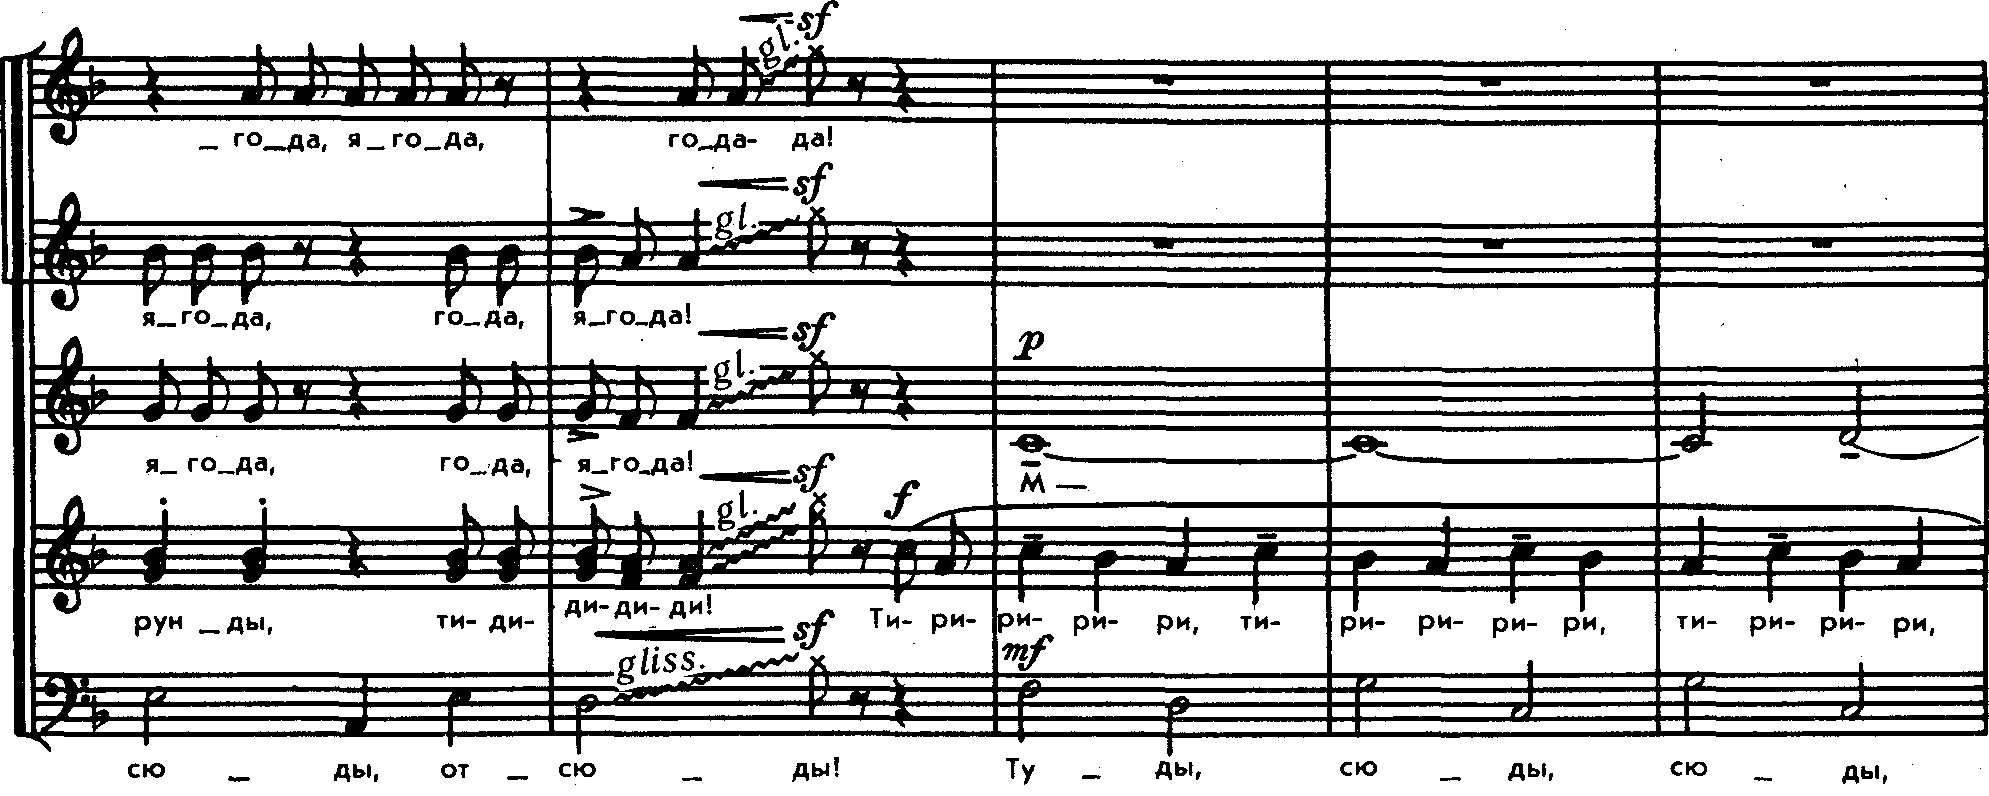 sf
gl.
_ го_да, я_го_да, го_да- да!
sf
gl.
я_го_да, го_да, я_го_да!
sf
gl.
p
я_го_да, го_да, я_го_да! М _
sf
gl.
f
рун _ ды, ти- ди- ди- ди- ди! Ти- ри- ри- ри- ри, ти- ри- ри- ри- ри, ти- ри- ри- ри,
sf
gliss.
mf
сю _ ды, от _ сю _ ды! Ту _ ды, сю _ ды, сю _ ды,